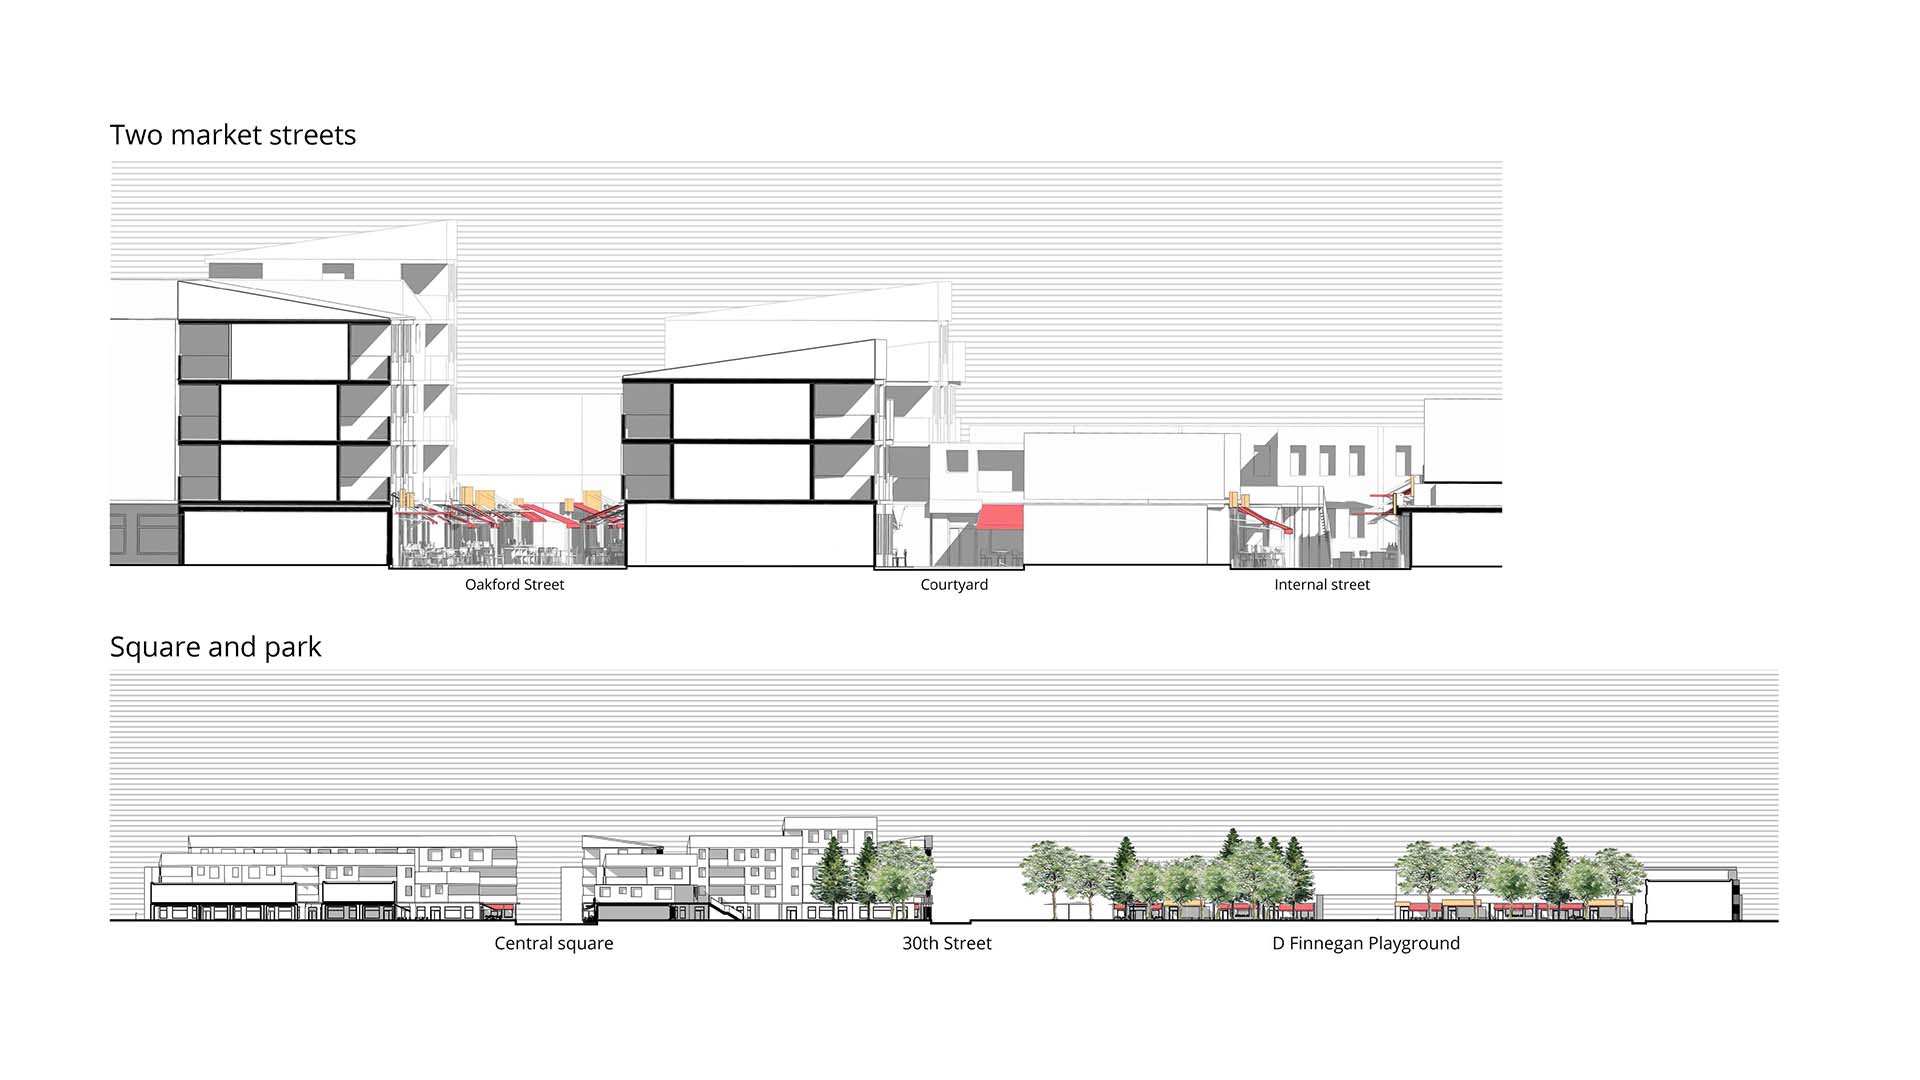 Two market streets
Oakford Street
Courtyard
Internal street
Square and park
Central square
30th Street
D Finnegan Playground